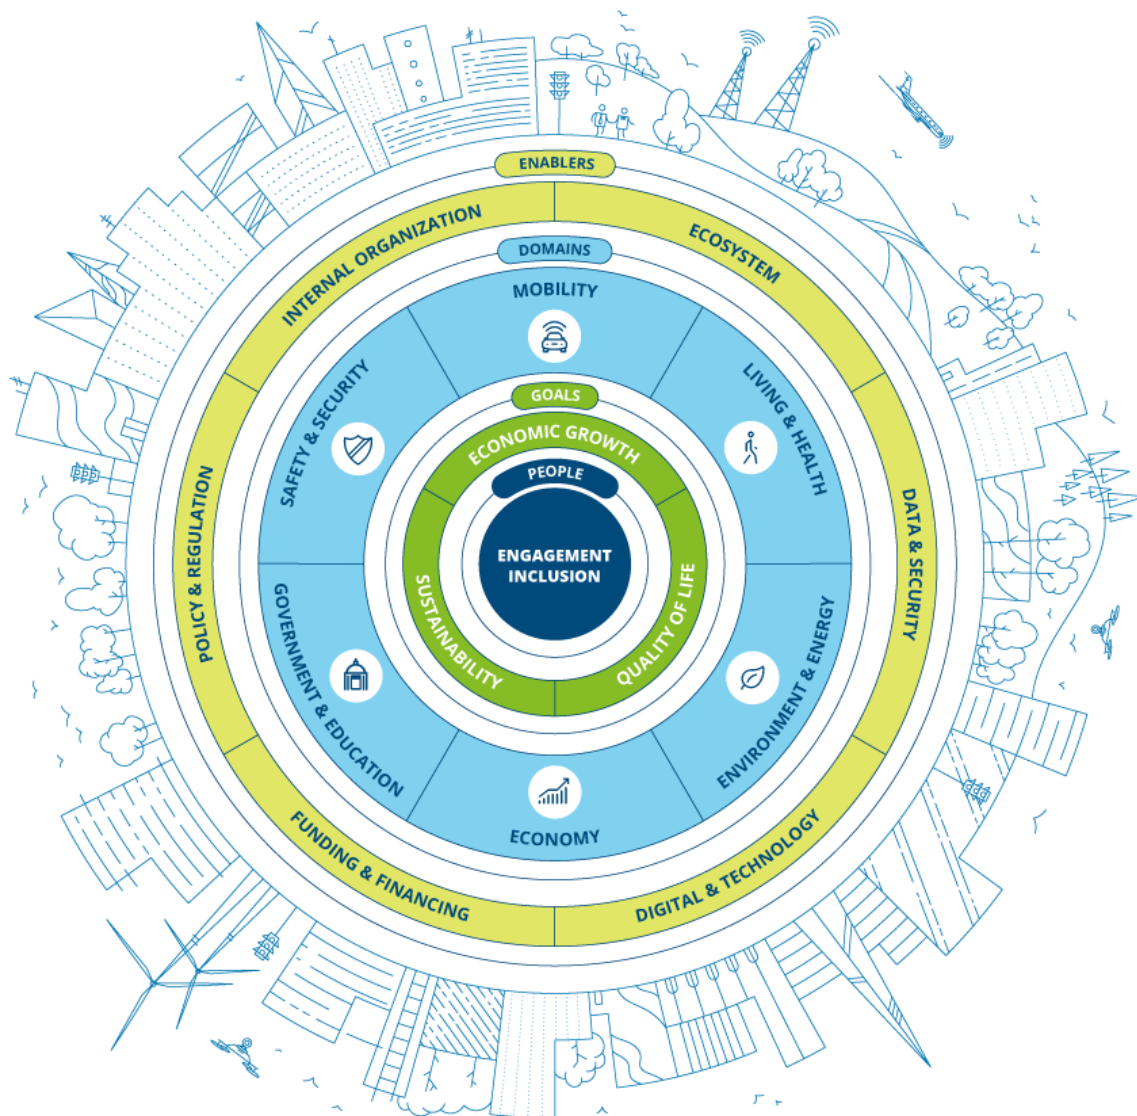 ENABLERS
INTERNAL ORGANIZATION
ECOSYSTEM
DATA & SECURITY
DIGITAL & TECHNOLOGY
FUNDING & FINANCING
POLICY & REGULATION
DOMAINS
MOBILITY
LIVING & HEALTH
ENVIRONMENT & ENERGY
ECONOMY
GOVERNMENT & EDUCATION
SAFETY & SECURITY
GOALS
ECONOMIC GROWTH
QUALITY OF LIFE
SUSTAINABILITY
PEOPLE
ENGAGEMENT
INCLUSION